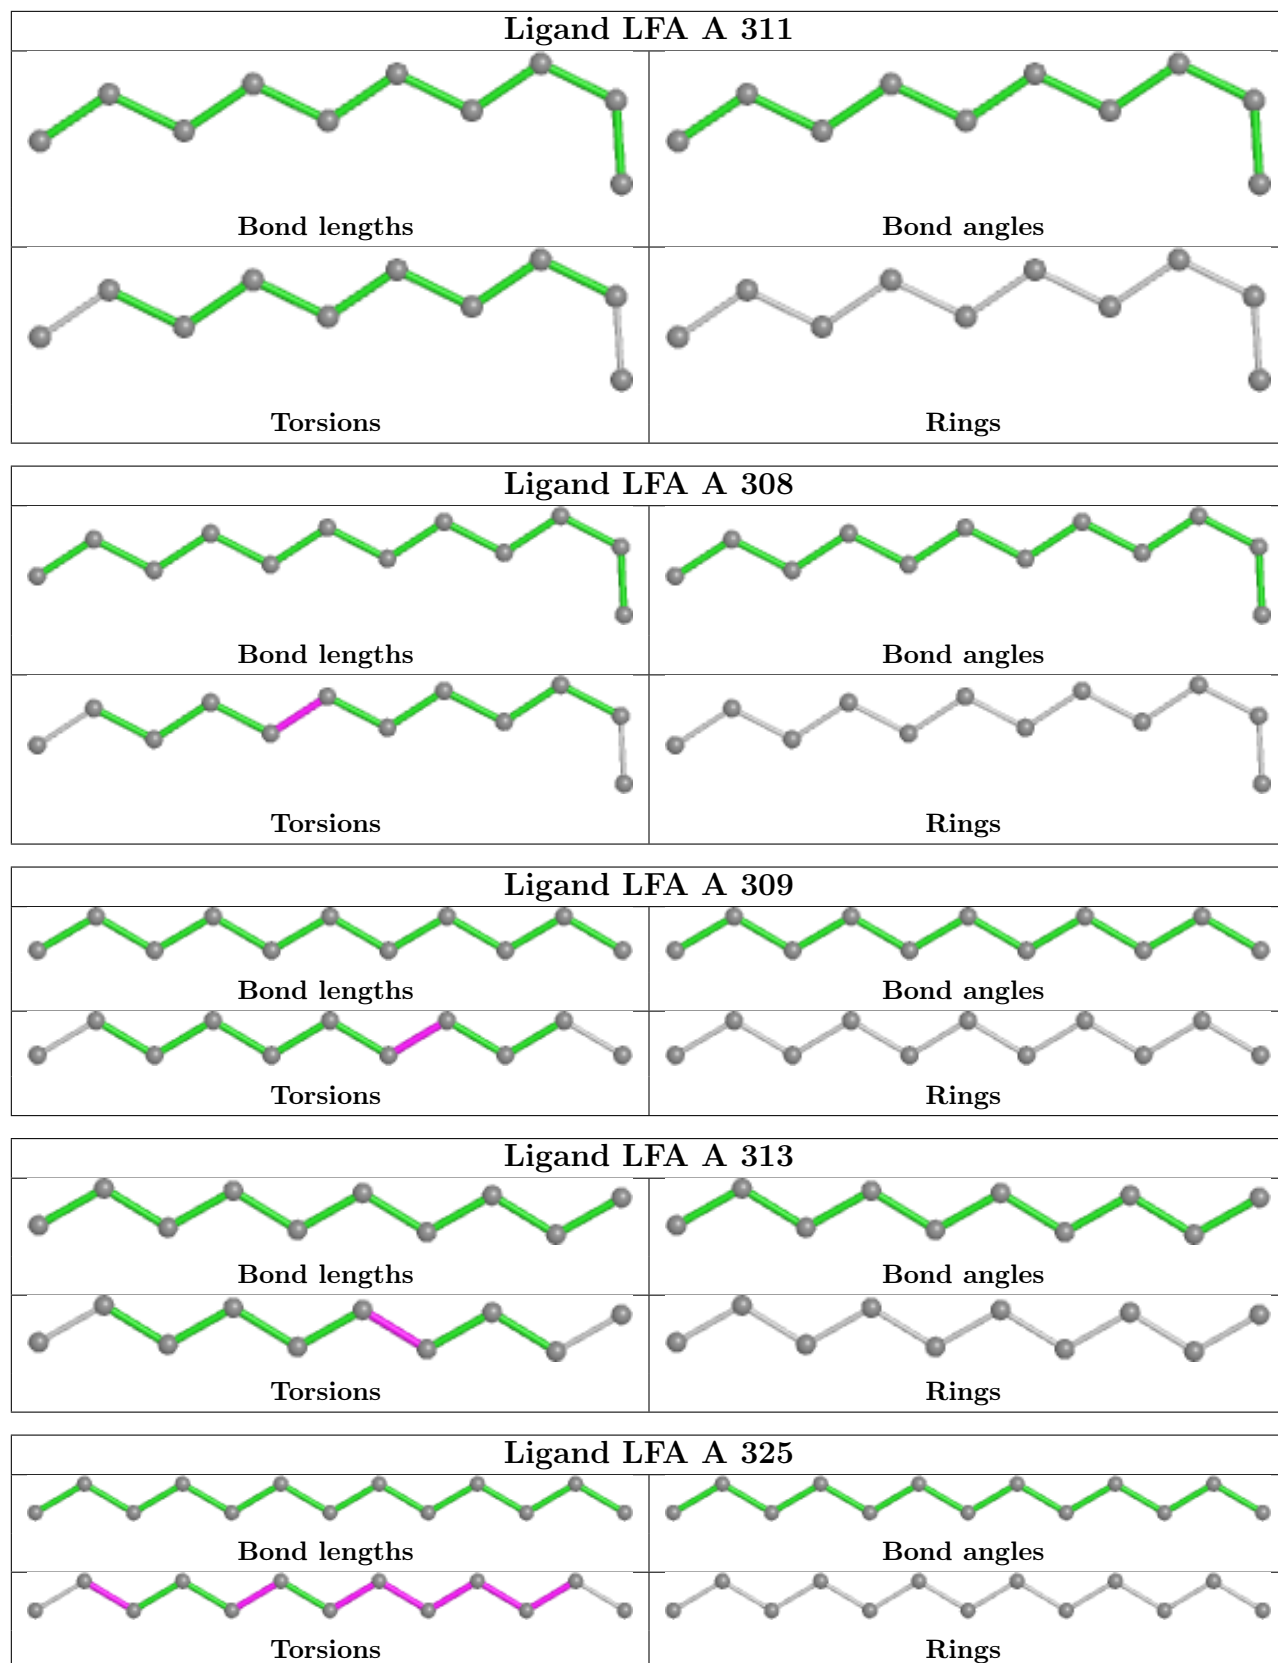 Ligand LFA A 311
Bond lengths
Bond angles
Torsions
Rings
Ligand LFA A 308
Bond lengths
Bond angles
Torsions
Rings
Ligand LFA A 309
Bond lengths
Bond angles
Torsions
Rings
Ligand LFA A 313
Bond lengths
Bond angles
Torsions
Rings
Ligand LFA A 325
Bond lengths
Bond angles
Torsions
Rings